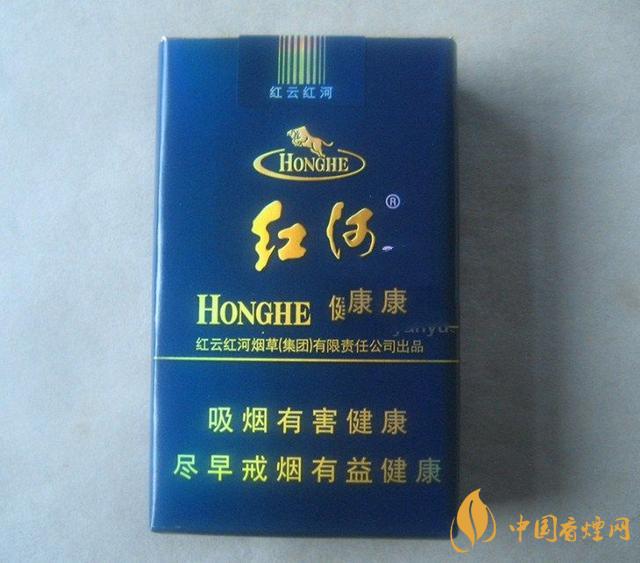 红云红河
HONGHE
红河®
HONGHE 健康康
红云红河烟草(集团)有限责任公司出品
吸烟有害健康
尽早戒烟有益健康
中国香烟网